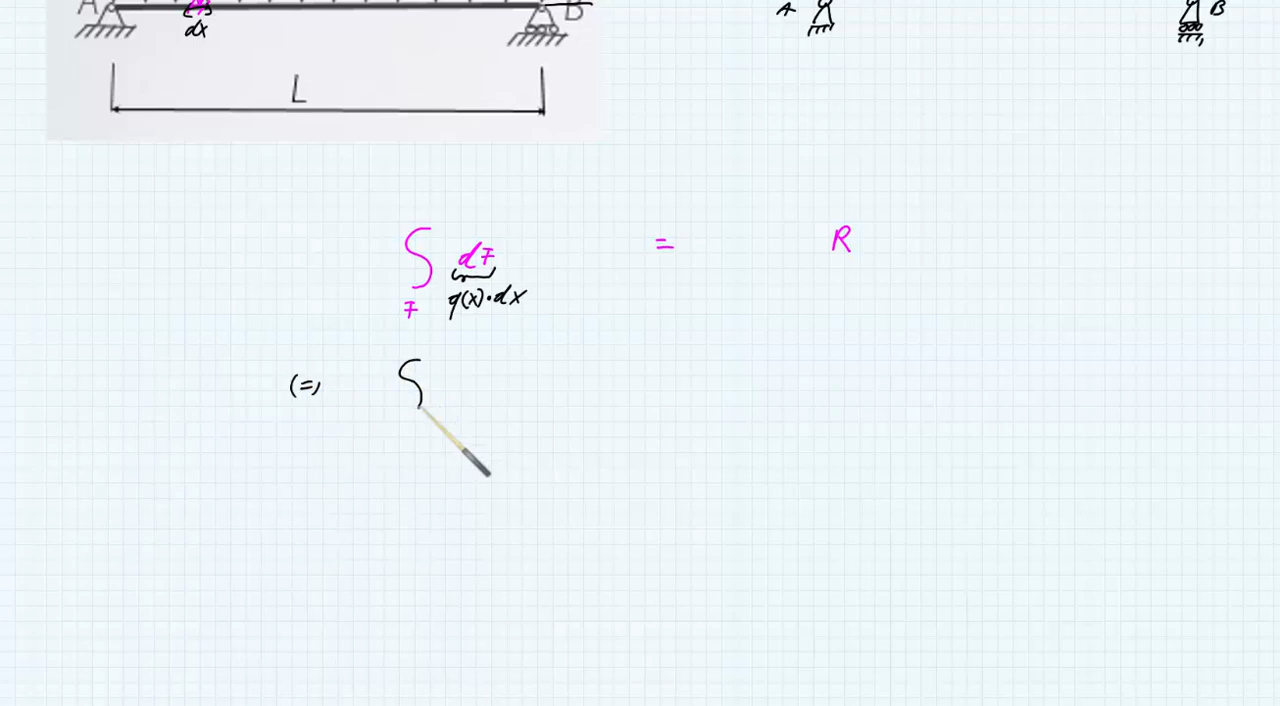 A B A B
dx
L
∫ dF = R
F q(x)·dx
(=) ∫